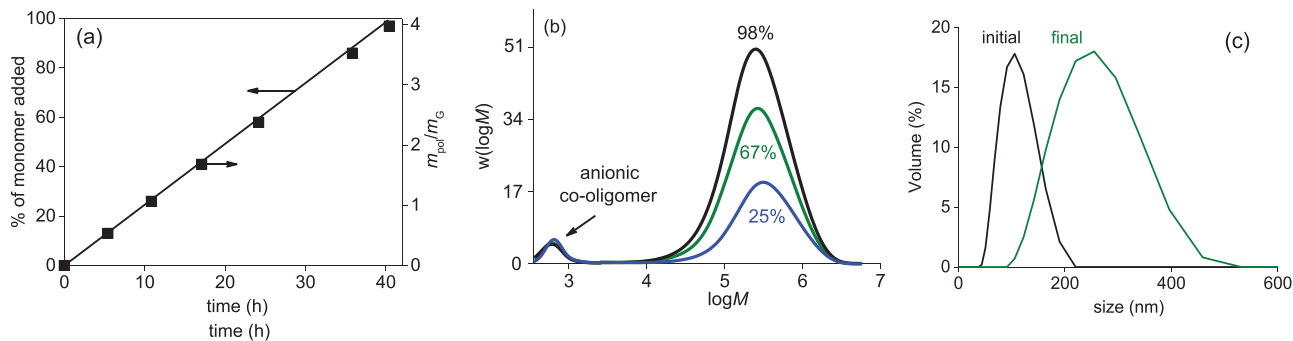 (a)
100
80
60
40
20
0
% of monomer added
0
10
20
30
40
time (h)
time (h)
4
3
2
1
0
mpol/mG
(b)
51
34
17
0
w(logM)
98%
67%
25%
anionic
co-oligomer
3
4
5
6
7
logM
(c)
20
15
10
5
0
Volume (%)
initial
final
0
200
400
600
size (nm)